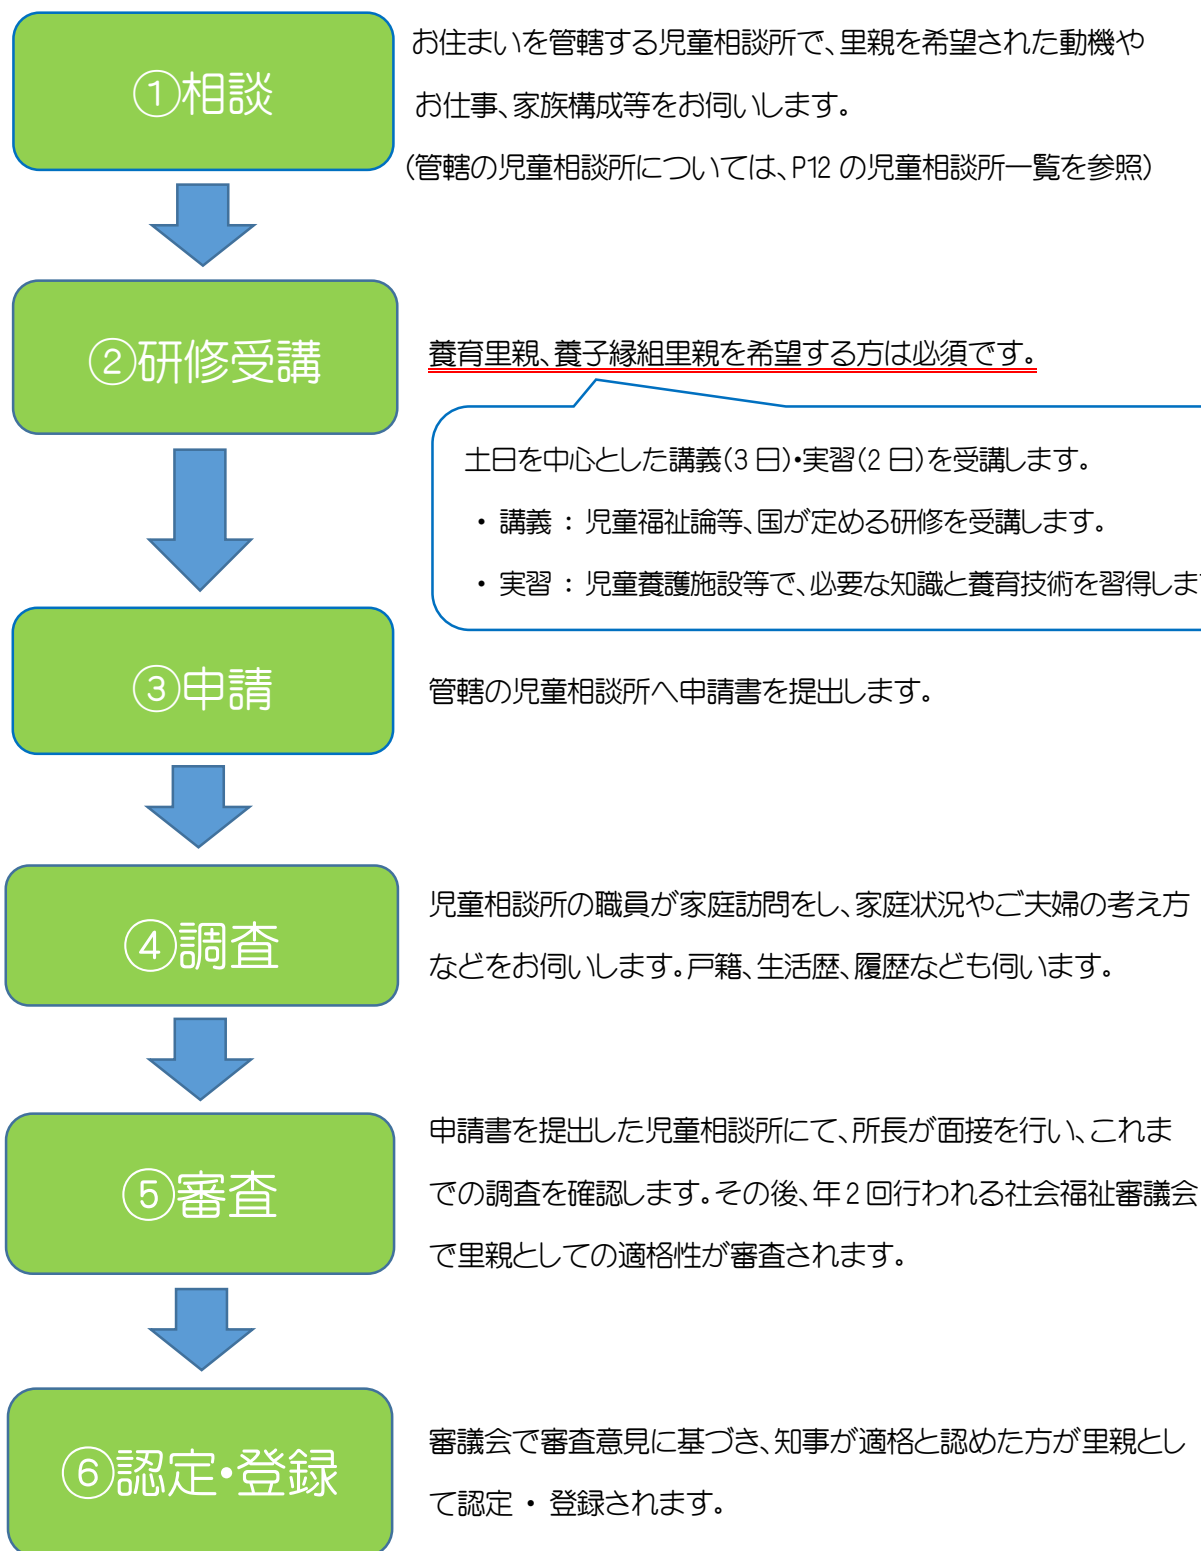 ①相談
お住まいを管轄する児童相談所で、里親を希望された動機や
お仕事、家族構成等をお伺いします。
(管轄の児童相談所については、P12 の児童相談所一覧を参照)
②研修受講
養育里親、養子縁組里親を希望する方は必須です。
土日を中心とした講義(3 日)・実習(2 日)を受講します。
・ 講義 : 児童福祉論等、国が定める研修を受講します。
・ 実習 : 児童養護施設等で、必要な知識と養育技術を習得しま
③申請
管轄の児童相談所へ申請書を提出します。
④調査
児童相談所の職員が家庭訪問をし、家庭状況やご夫婦の考え方
などをお伺いします。戸籍、生活歴、履歴なども伺います。
⑤審査
申請書を提出した児童相談所にて、所長が面接を行い、これま
での調査を確認します。その後、年 2 回行われる社会福祉審議会
で里親としての適格性が審査されます。
⑥認定・登録
審議会で審査意見に基づき、知事が適格と認めた方が里親とし
て認定 ・ 登録されます。